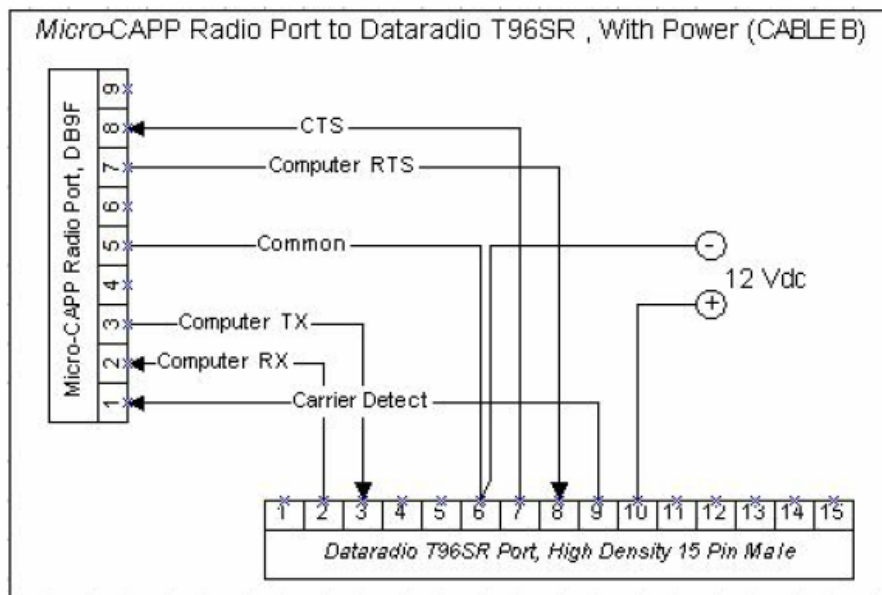 Micro-CAPP Radio Port to Dataradio T96SR , With Power (CABLE B)
Micro-CAPP Radio Port, DB9F
9
8
7
6
5
4
3
2
1
CTS
Computer RTS
Common
-
12 Vdc
+
Computer TX
Computer RX
Carrier Detect
1 2 3 4 5 6 7 8 9 10 11 12 13 14 15
Dataradio T96SR Port, High Density 15 Pin Male